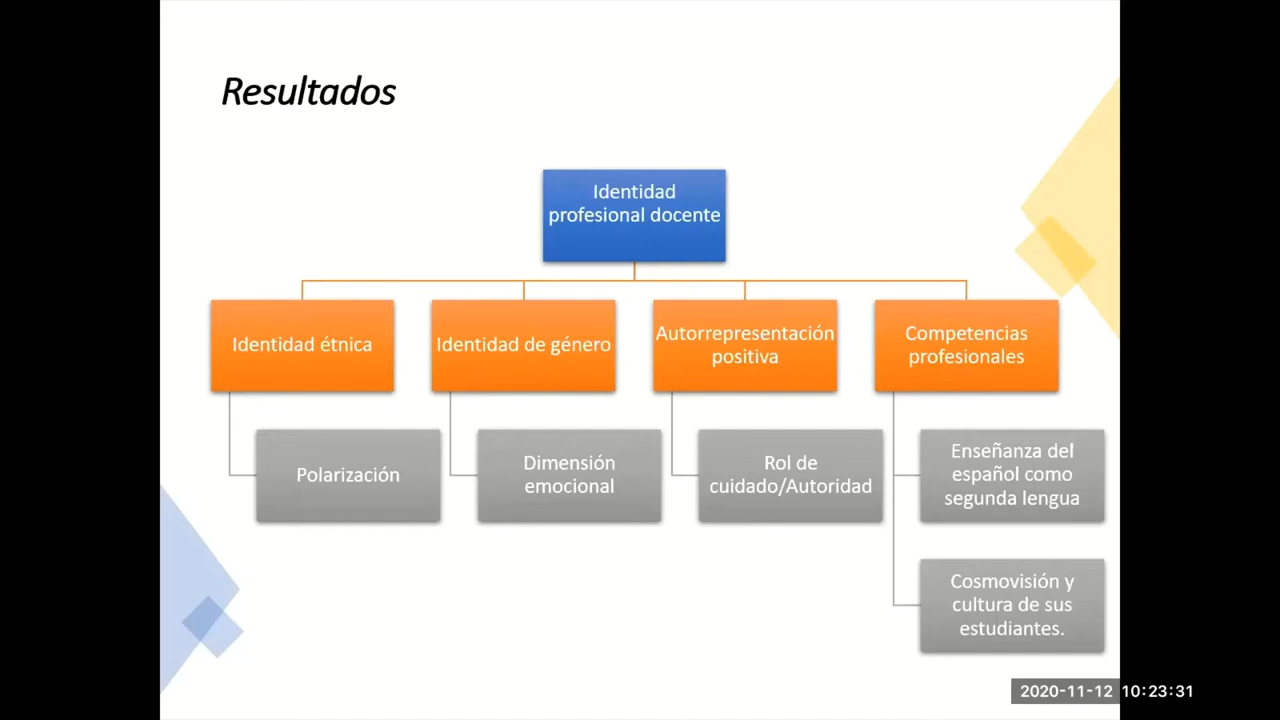 Resultados
Identidad
profesional docente
Identidad étnica
Identidad de género
Autorrepresentación
positiva
Competencias
profesionales
Polarización
Dimensión
emocional
Rol de
cuidado/Autoridad
Enseñanza del
español como
segunda lengua
Cosmovisión y
cultura de sus
estudiantes.
2020-11-12 10:23:31